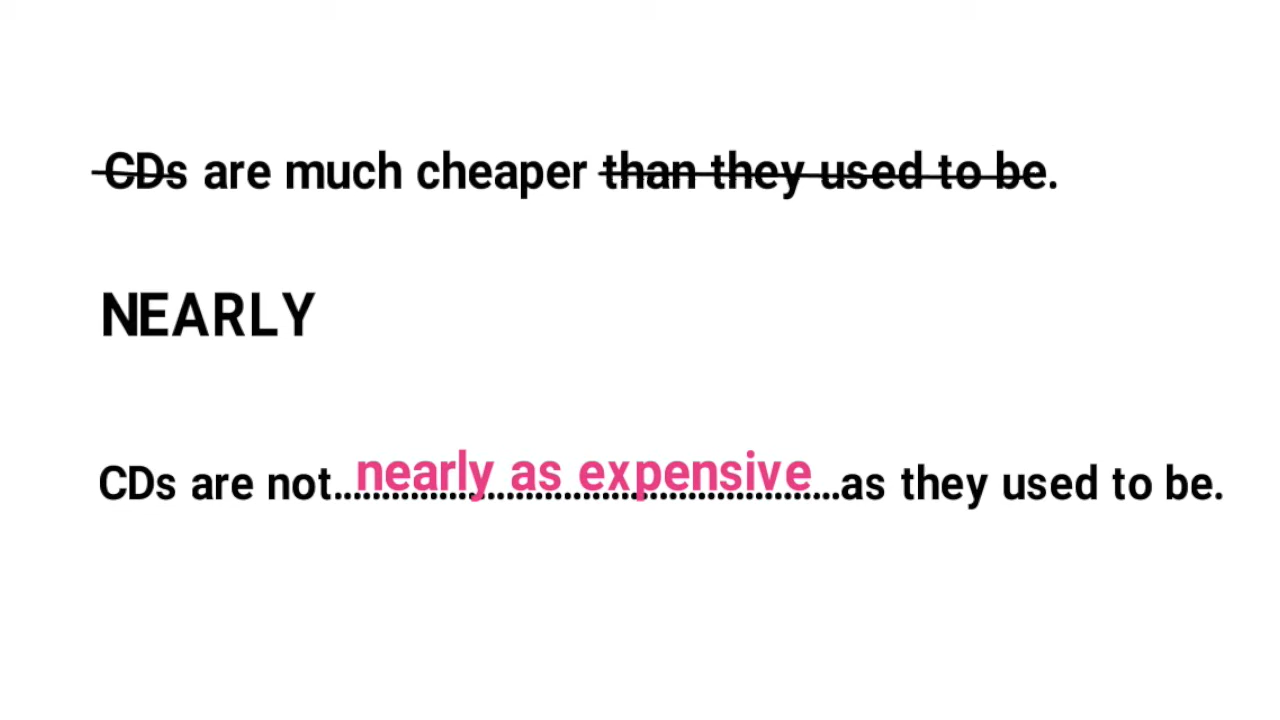 CDs are much cheaper than they used to be.
NEARLY
CDs are not...nearly as expensive...as they used to be.